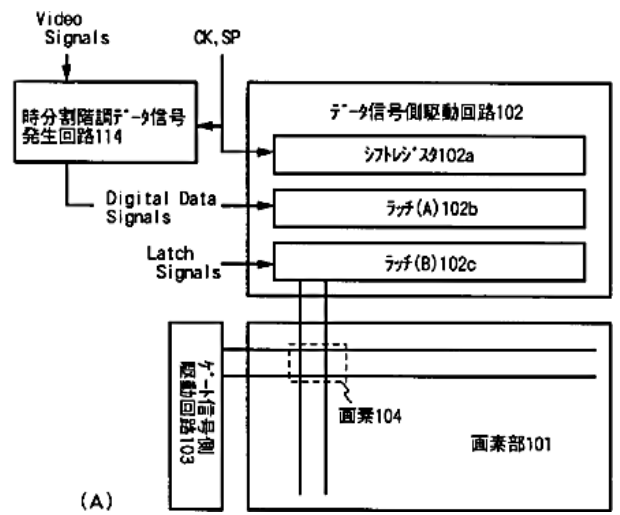 Video
Signals
CK,SP
時分割階調データ信号
発生回路114
データ信号側駆動回路102
シフトレジスタ102a
Digital Data
Signals
ラッチ(A)102b
Latch
Signals
ラッチ(B)102c
ゲート信号側
駆動回路103
画素104
画素部101
(A)